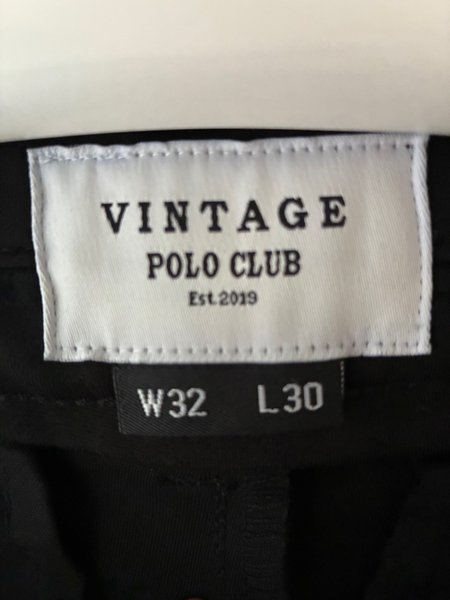 VINTAGE
POLO CLUB
Est.2019
W32 L30